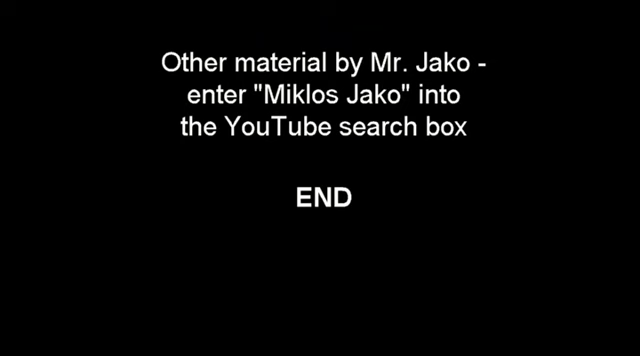 Other material by Mr. Jako -
enter "Miklos Jako" into
the YouTube search box
END